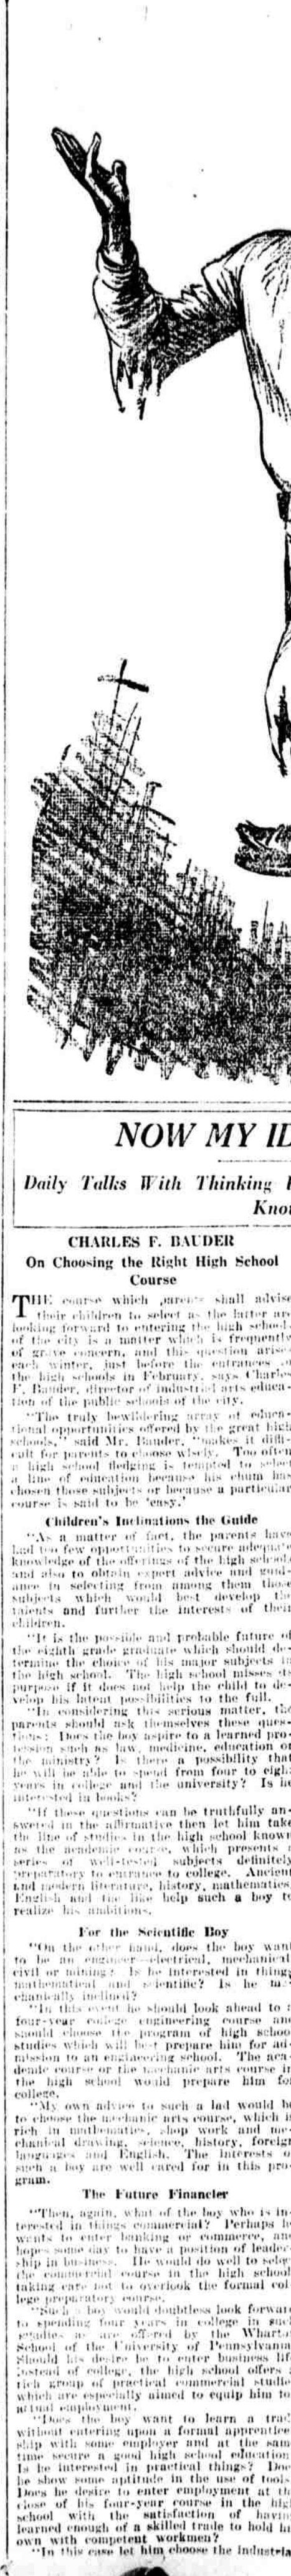 NOW MY ID
Daily Talks With Thinking
Know
CHARLES F. BAUDER
On Choosing the Right High School
Course
THE course which parents shall advise
their children to select as the latter are
looking forward to entering the high schools
of the city is a matter which is frequently
of grave concern, and this question arises
each winter, just before the entrances
the high schools in February, says Charles
F. Bauder, director of industrial arts educa-
tion of the public schools of the city.
"The truly bewildering array of educa-
tional opportunities offered by the great high
schools," said Mr. Bauder, "makes it diffi-
cult for parents to choose wisely. Too often
a high school fledgling is tempted to select
a line of education because his chum has
chosen those subjects or because a particular
course is said to be 'easy.'
Children's Inclinations the Guide
"As a matter of fact, the parents have
had too few opportunities to secure adequate
knowledge of the offerings of the high schools
and also to obtain expert advice and guid-
ance in selecting from among them those
subjects which would best develop the
talents and further the interests of their
children.
"It is the possible and probable future of
the eighth grade graduate which should de-
termine the choice of his major subjects in
the high school. The high school misses its
purpose if it does not help the child to de-
velop his latent possibilities to the full.
"In considering this serious matter, the
parents should ask themselves these ques-
tions: Does the boy aspire to a learned pro-
fession such as law, medicine, education or
the ministry? Is there a possibility that
he will be able to spend from four to eight
years in college and the university? Is he
interested in books?
"If these questions can be truthfully an-
swered in the affirmative then let him take
the line of studies in the high school known
as the academic course, which presents a
series of well-tested subjects definitely
preparatory to entrance to college. Ancient
and modern literature, history, mathematics,
English and the like help such a boy to
realize his ambitions.
For the Scientific Boy
"On the other hand, does the boy want
to be an engineer—electrical, mechanical
civil or mining? Is he interested in things
mathematical and scientific? Is he me-
chanically inclined?
"In this event he should look ahead to a
four-year college engineering course and
should choose the program of high school
studies which will best prepare him for ad-
mission to an engineering school. The aca-
demic course or the mechanic arts course in
the high school would prepare him for
college.
"My own advice to such a lad would be
to choose the mechanic arts course, which is
rich in mathematics, shop work and me-
chanical drawing, science, history, foreign
languages and English. The interests of
such a boy are well cared for in this pro-
gram.
The Future Financier
"Then, again, what of the boy who is in-
terested in things commercial? Perhaps he
wants to enter banking or commerce, and
hopes some day to have a position of leader-
ship in business. He would do well to select
the commercial course in the high school
taking care not to overlook the formal col-
lege preparatory course.
"Such a boy would doubtless look forward
to spending four years in college in such
studies as are offered by the Wharton
School of the University of Pennsylvania
Should his desire be to enter business life
instead of college, the high school offers a
rich group of practical commercial studies
which are especially aimed to equip him to
actual employment.
"Does the boy want to learn a trade
without entering upon a formal apprentice-
ship with some employer and at the same
time secure a good high school education
Is he interested in practical things? Does
he show some aptitude in the use of tools
Does he desire to enter employment at the
close of his four-year course in the high
school with the satisfaction of having
learned enough of a skilled trade to hold his
own with competent workmen?
"In this case let him choose the industria